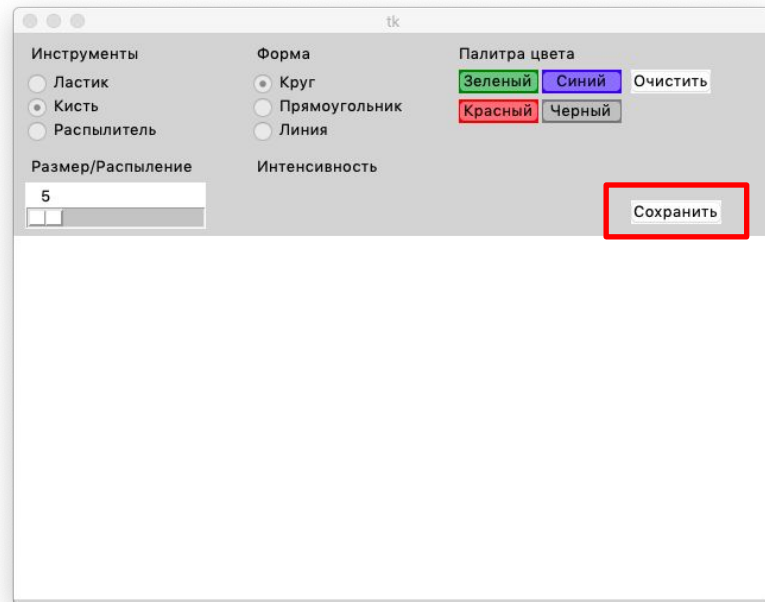 tk
Инструменты
Ластик
Кисть
Распылитель
Форма
Круг
Прямоугольник
Линия
Палитра цвета
Зеленый Синий Очистить
Красный Черный
Размер/Распыление
5
Интенсивность
Сохранить